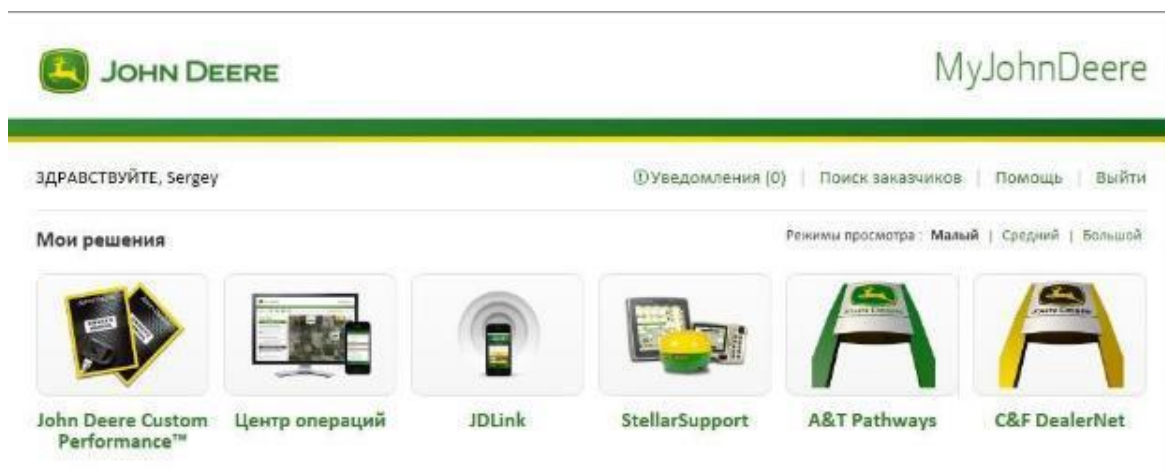 JOHN DEERE
MyJohnDeere
ЗДРАВСТВУЙТЕ, Sergey
Уведомления (0) | Поиск заказчиков | Помощь | Выйти
Мои решения
Режимы просмотра : Малый | Средний | Большой
John Deere Custom Performance™
Центр операций
JDLink
StellarSupport
A&T Pathways
C&F DealerNet